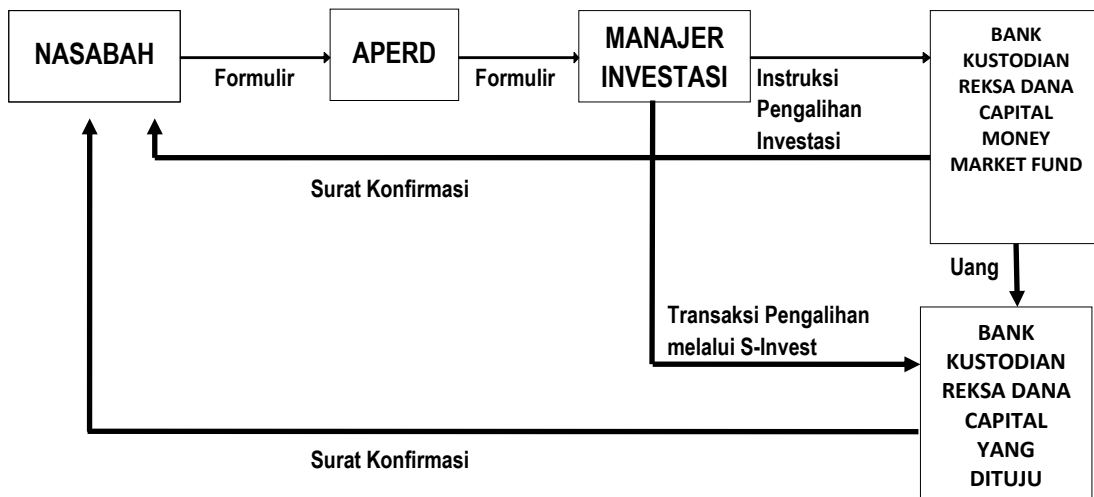 NASABAH
Formulir
APERD
Formulir
MANAJER
INVESTASI
Instruksi
Pengalihan
Investasi
BANK
KUSTODIAN
REKSA DANA
CAPITAL
MONEY
MARKET FUND
Surat Konfirmasi
Uang
Transaksi Pengalihan
melalui S-Invest
BANK
KUSTODIAN
REKSA DANA
CAPITAL
YANG
DITUJU
Surat Konfirmasi